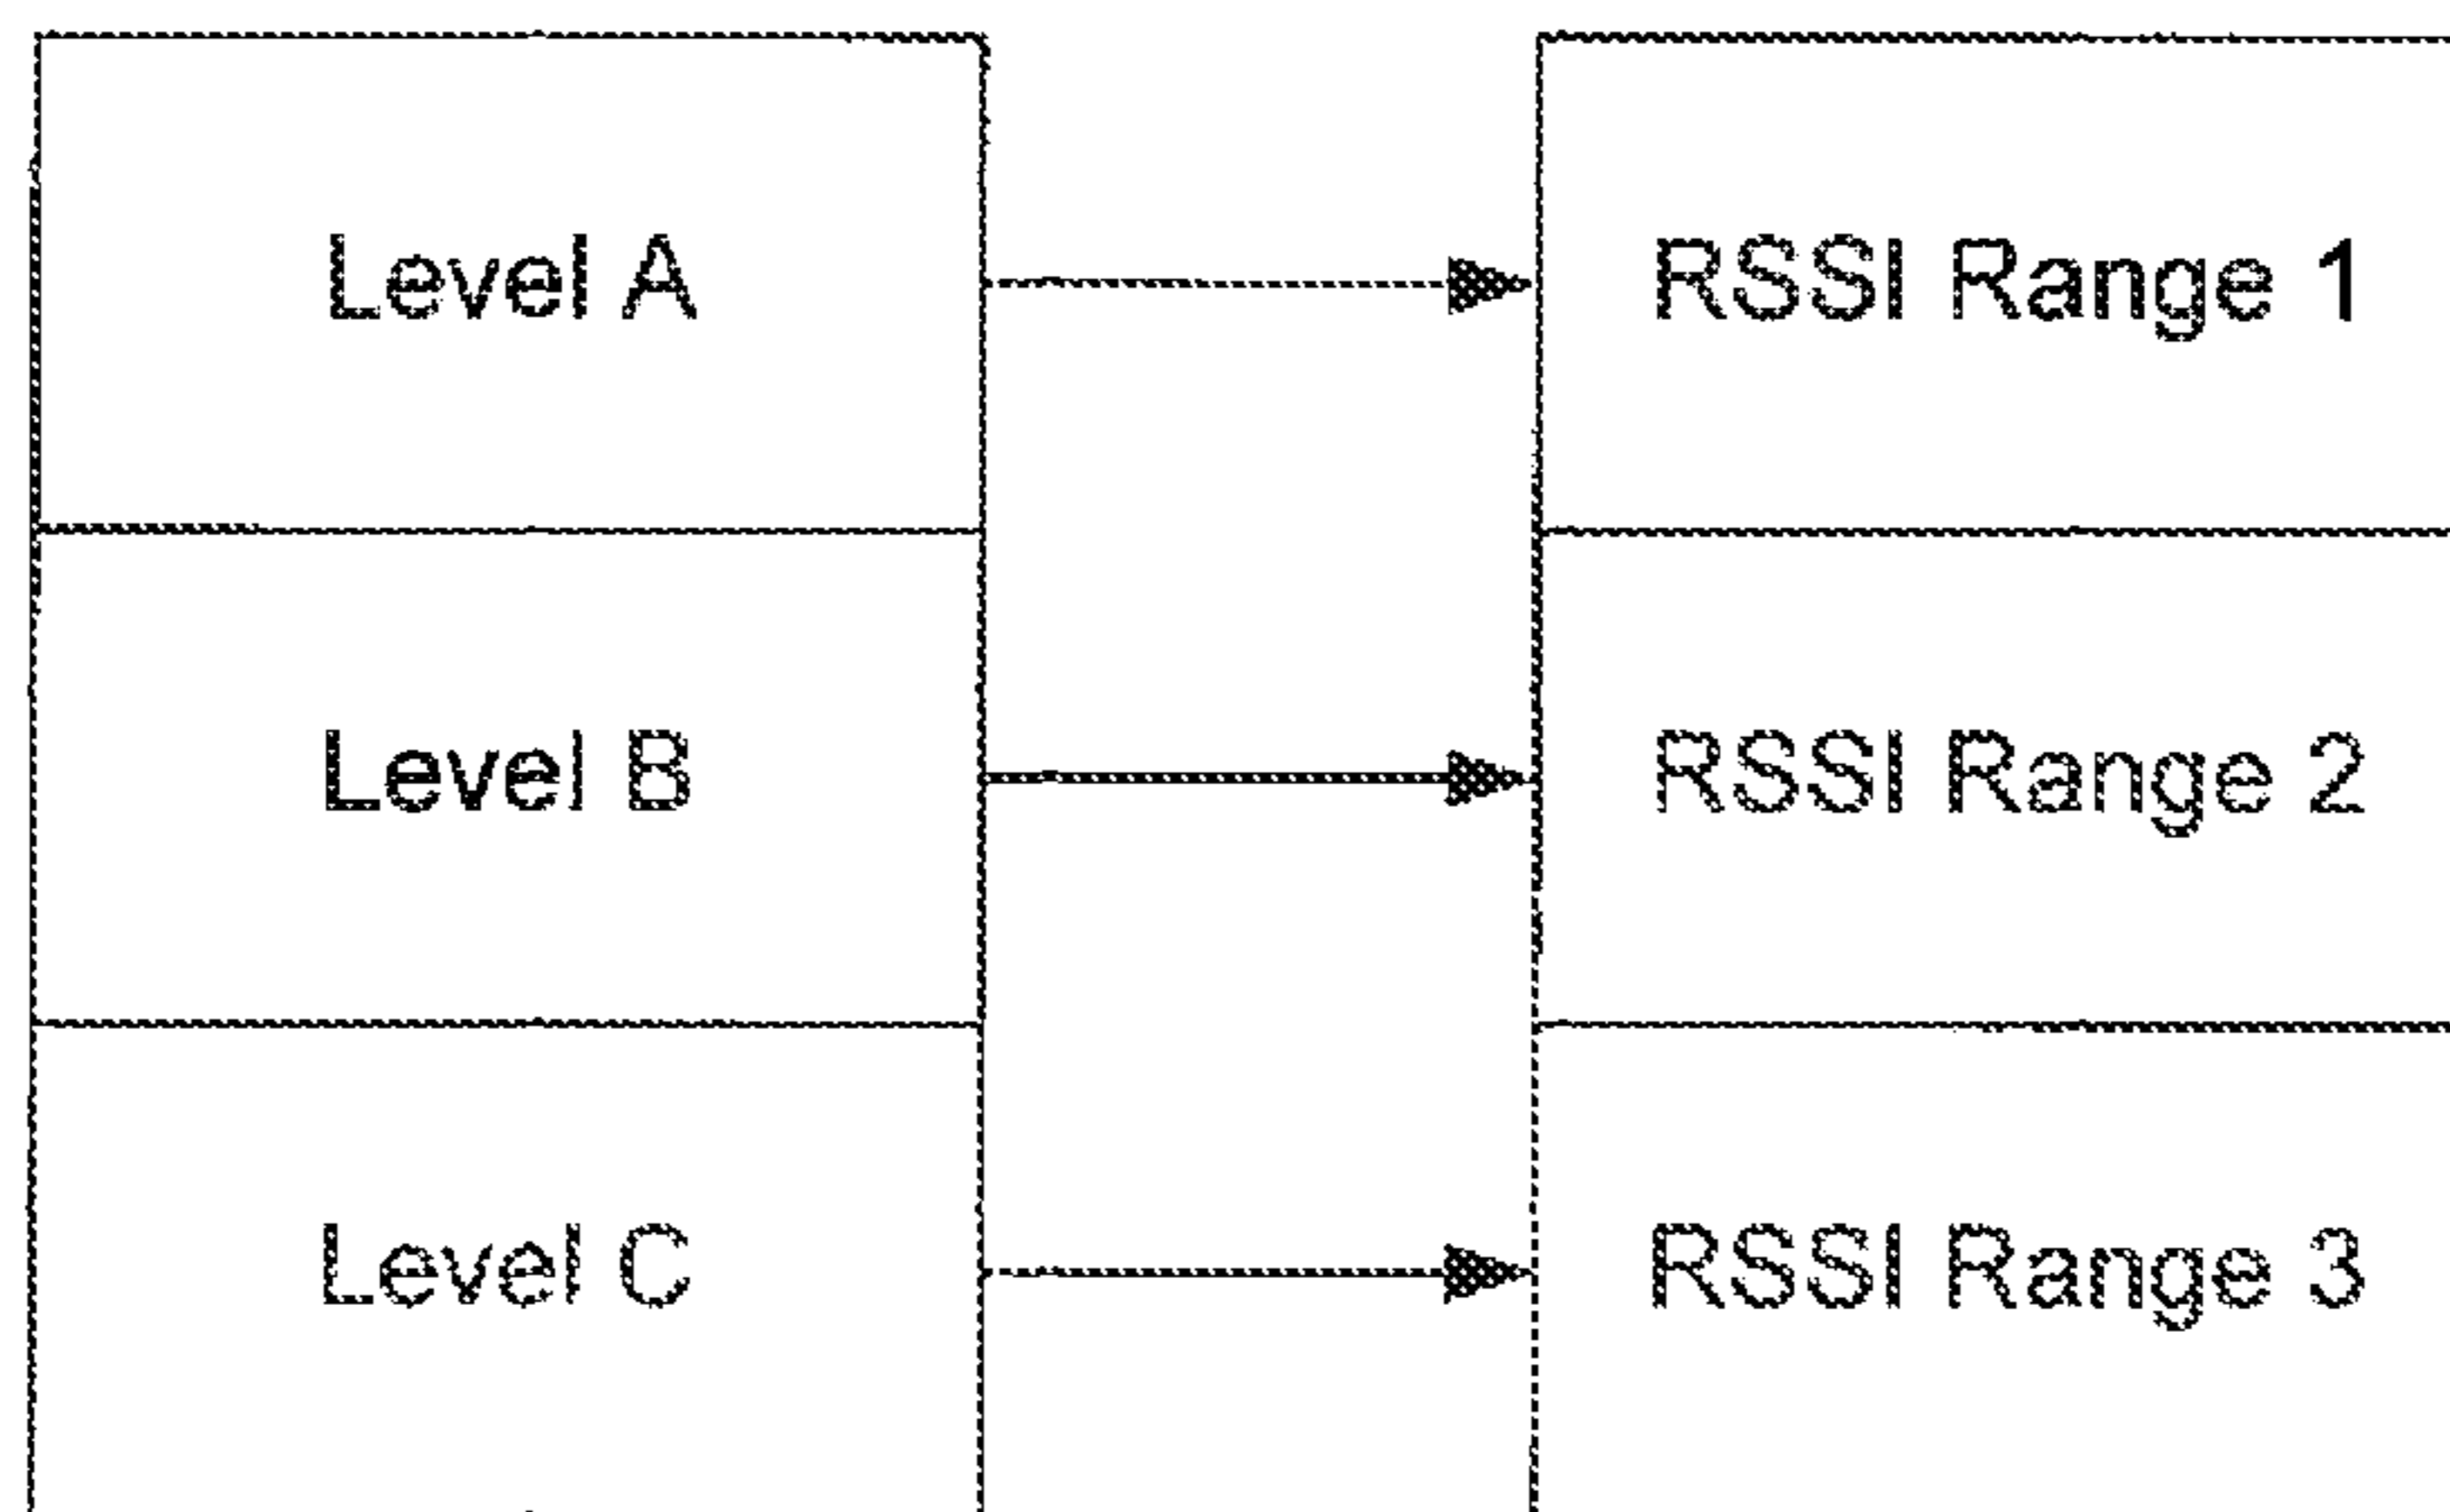 Level A
RSSI Range 1
Level B
RSSI Range 2
Level C
RSSI Range 3